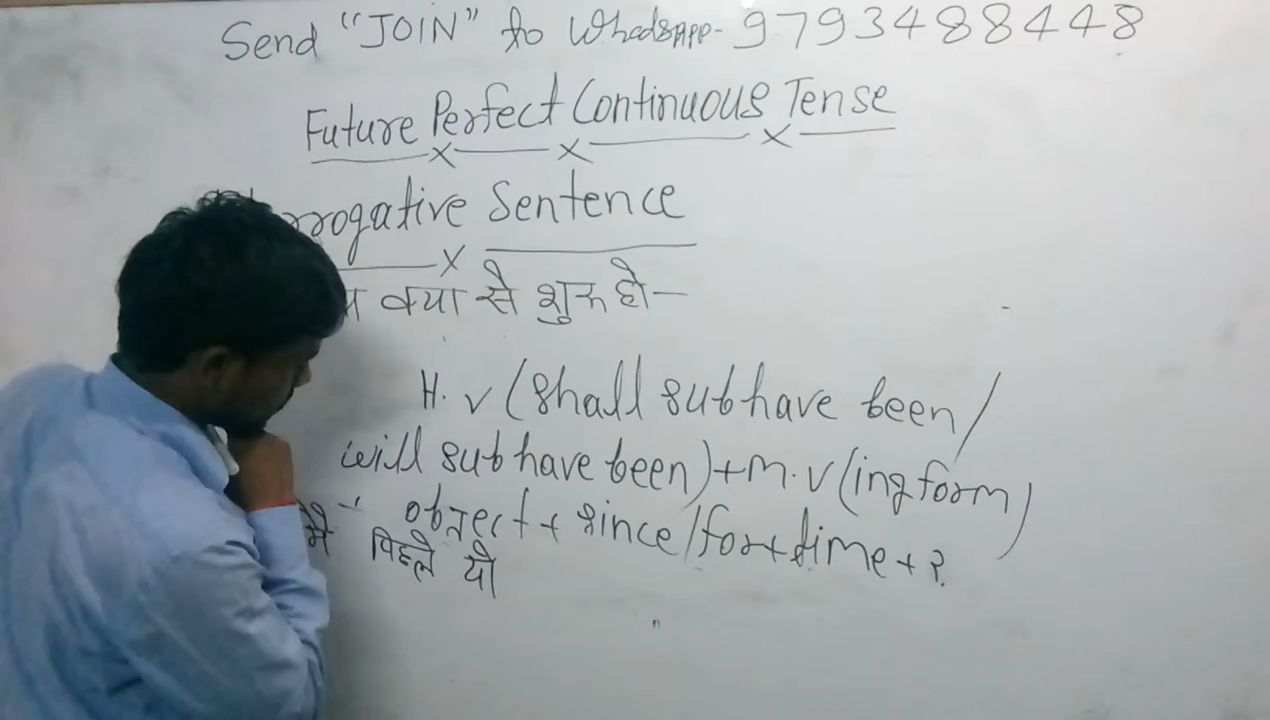 Send "JOIN" to WhatsApp- 9793488448
Future Perfect Continuous Tense
rrogative Sentence
क्या से शुरू हो-
H.v (shall sub have been/
will sub have been) + M.v (ing form)
object + since/for + time + ?
मैं पिछले